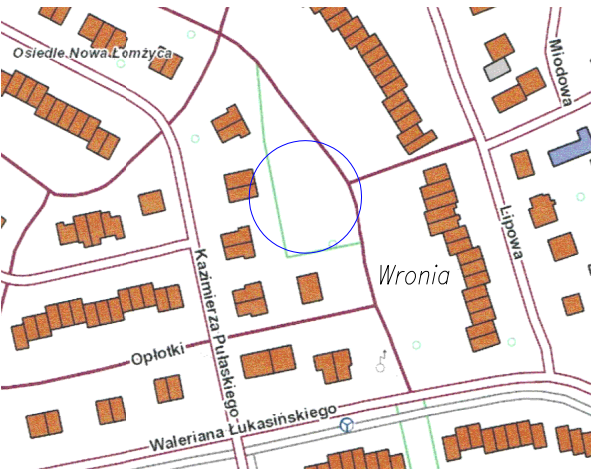 Osiedle Nowa Łomżyca
Miodowa
Lipowa
Kazimierza Pułaskiego
Wronia
Opłotki
Waleriana Łukasińskiego